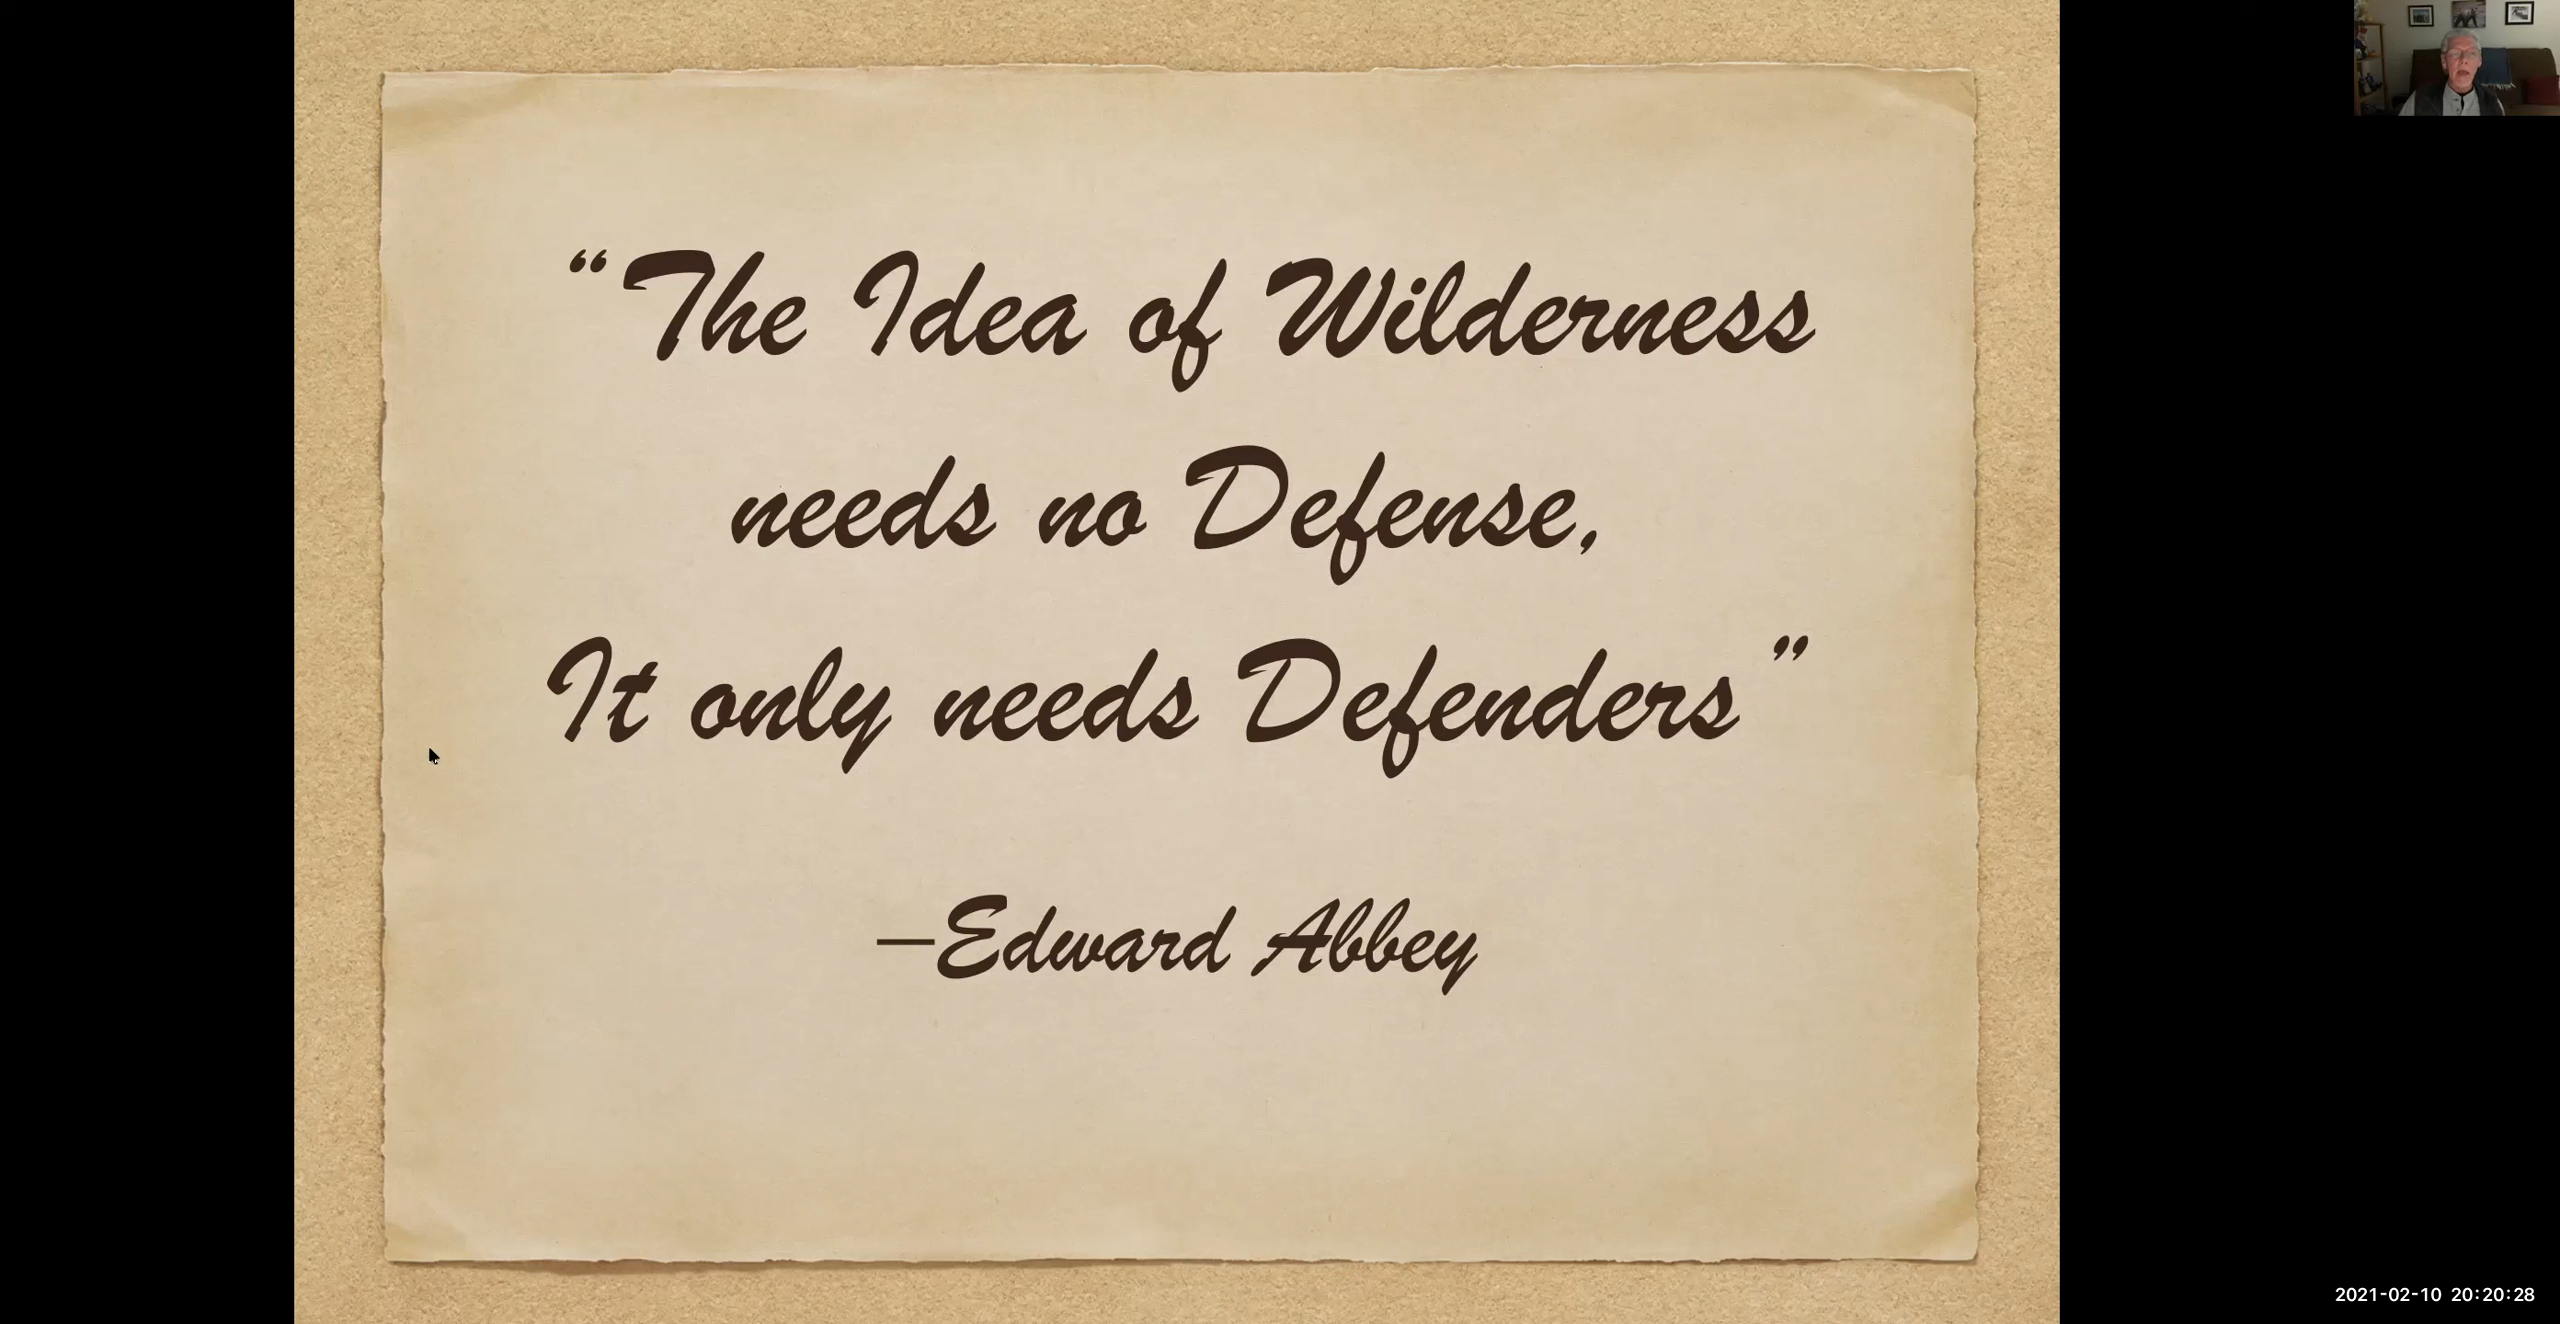 “The Idea of Wilderness
needs no Defense,
It only needs Defenders”
–Edward Abbey
2021-02-10 20:20:28